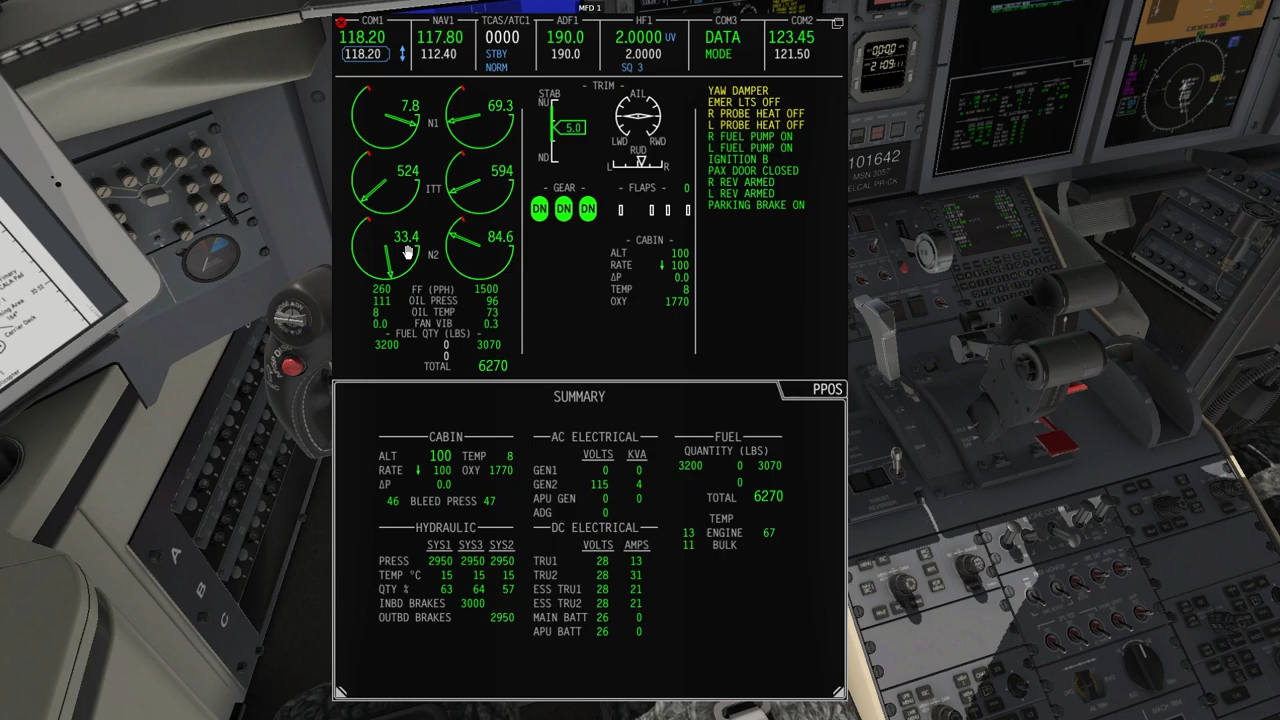 MFD 1
COM1 NAV1 TCAS/ATC1 ADF1 HF1 COM3 COM2
118.20 117.80 0000 190.0 2.0000 UV DATA 123.45
118.20 112.40 STBY 190.0 2.0000 MODE 121.50
NORM SQ 3
- TRIM -
STAB AIL
NU
5.0
LWD RWD
RUD
ND L R
7.8 N1 69.3
524 ITT 594
33.4 N2 84.6
- GEAR - - FLAPS - 0
DN DN DN
- CABIN -
ALT 100
RATE ↓ 100
ΔP 0.0
TEMP 8
OXY 1770
260 FF (PPH) 1500
111 OIL PRESS 96
8 OIL TEMP 73
0.0 FAN VIB 0.3
- FUEL QTY (LBS) -
3200 0 3070
0
TOTAL 6270
YAW DAMPER
EMER LTS OFF
R PROBE HEAT OFF
L PROBE HEAT OFF
R FUEL PUMP ON
L FUEL PUMP ON
IGNITION B
PAX DOOR CLOSED
R REV ARMED
L REV ARMED
PARKING BRAKE ON
PPOS
SUMMARY
CABIN
ALT 100 TEMP 8
RATE ↓ 100 OXY 1770
ΔP 0.0
46 BLEED PRESS 47
HYDRAULIC
SYS1 SYS3 SYS2
PRESS 2950 2950 2950
TEMP °C 15 15 15
QTY % 63 64 57
INBD BRAKES 3000
OUTBD BRAKES 2950
AC ELECTRICAL
VOLTS KVA
GEN1 0 0
GEN2 115 4
APU GEN 0 0
ADG 0
DC ELECTRICAL
VOLTS AMPS
TRU1 28 13
TRU2 28 31
ESS TRU1 28 21
ESS TRU2 28 21
MAIN BATT 26 0
APU BATT 26 0
FUEL
QUANTITY (LBS)
3200 0 3070
0
TOTAL 6270
TEMP
13 ENGINE 67
11 BULK
101642
MSN 3057
SELCAL PR-CK
A
B
C